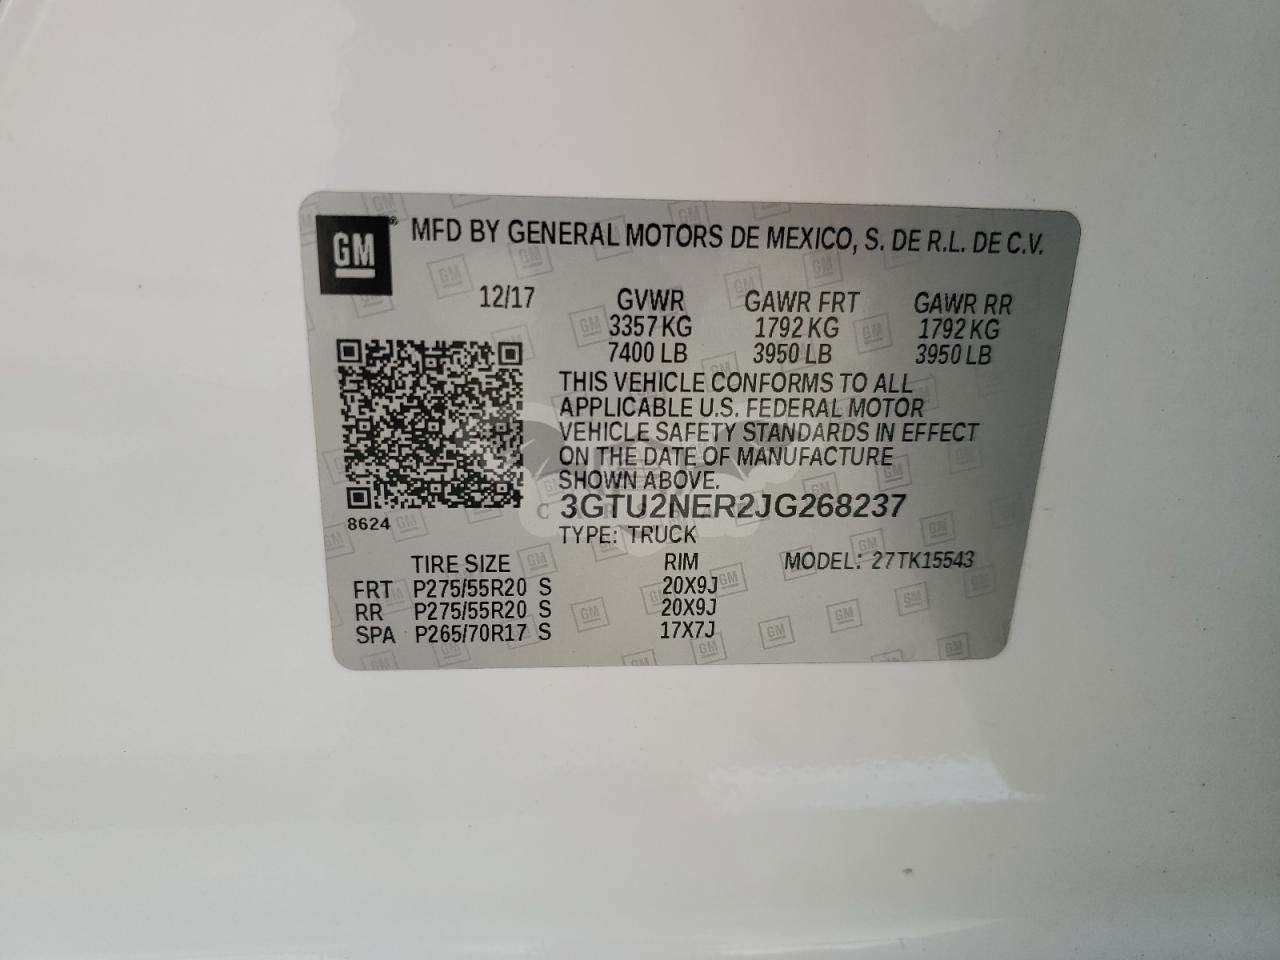 GM ® MFD BY GENERAL MOTORS DE MEXICO, S. DE R.L. DE C.V.
12/17 GVWR GAWR FRT GAWR RR
3357 KG 1792 KG 1792 KG
7400 LB 3950 LB 3950 LB
THIS VEHICLE CONFORMS TO ALL
APPLICABLE U.S. FEDERAL MOTOR
VEHICLE SAFETY STANDARDS IN EFFECT
ON THE DATE OF MANUFACTURE
SHOWN ABOVE.
3GTU2NER2JG268237
8624
TYPE: TRUCK
TIRE SIZE RIM MODEL: 27TK15543
FRT P275/55R20 S 20X9J
RR P275/55R20 S 20X9J
SPA P265/70R17 S 17X7J